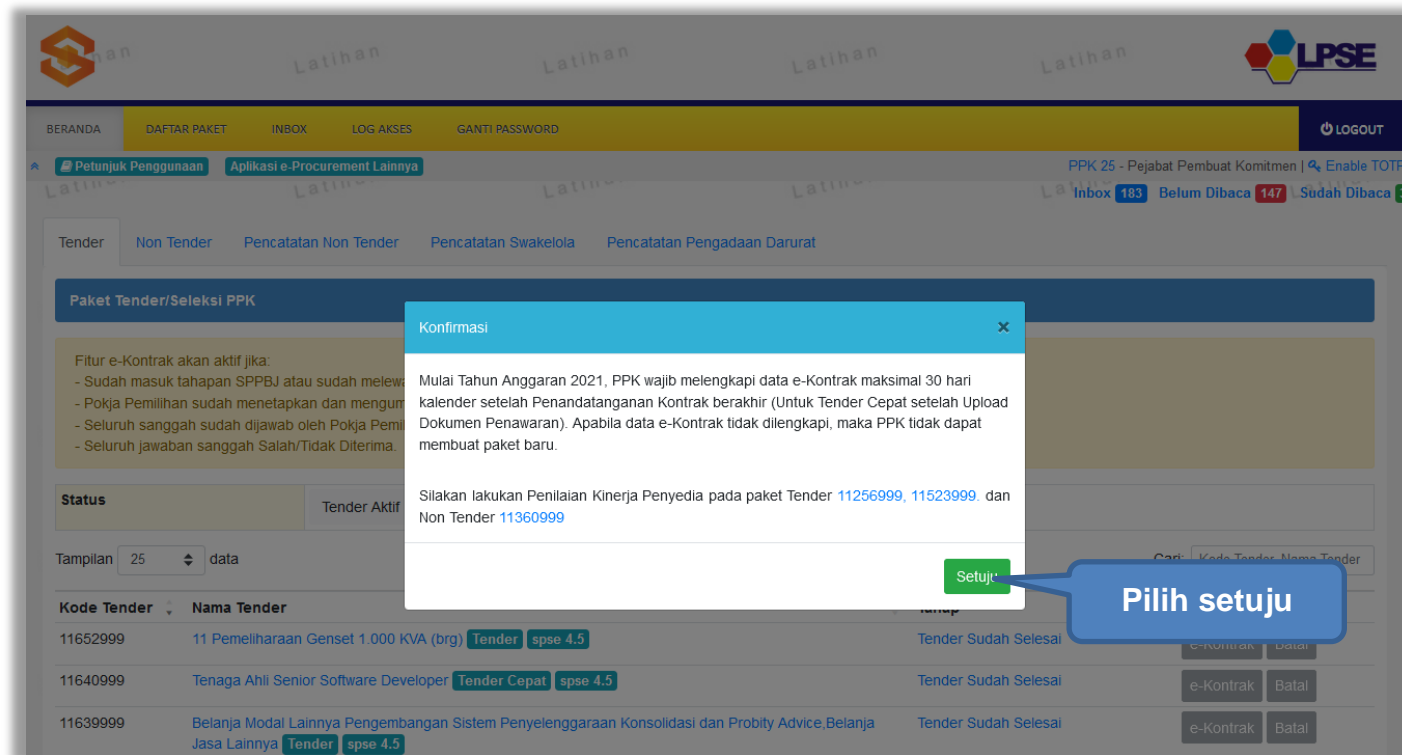 Latihan
Latihan
Latihan
Latihan
LPSE
BERANDA
DAFTAR PAKET
INBOX
LOG AKSES
GANTI PASSWORD
LOGOUT
Petunjuk Penggunaan
Aplikasi e-Procurement Lainnya
PPK 25 - Pejabat Pembuat Komitmen | Enable TOTP
Inbox 183 Belum Dibaca 147 Sudah Dibaca
Tender
Non Tender
Pencatatan Non Tender
Pencatatan Swakelola
Pencatatan Pengadaan Darurat
Paket Tender/Seleksi PPK
Fitur e-Kontrak akan aktif jika:
- Sudah masuk tahapan SPPBJ atau sudah
- Pokja Pemilihan sudah menetapkan dan
- Seluruh sanggah sudah dijawab oleh Pokja
- Seluruh jawaban sanggah Salah/Tidak Diterima.
Konfirmasi
Mulai Tahun Anggaran 2021, PPK wajib melengkapi data e-Kontrak maksimal 30 hari
kalender setelah Penandatanganan Kontrak berakhir (Untuk Tender Cepat setelah Upload
Dokumen Penawaran). Apabila data e-Kontrak tidak dilengkapi, maka PPK tidak dapat
membuat paket baru.
Silakan lakukan Penilaian Kinerja Penyedia pada paket Tender 11256999, 11523999. dan
Non Tender 11360999
Setuju
Pilih setuju
Status
Tender Aktif
Tampilan 25 data
Cari: Kode Tender, Nama Tender
Kode Tender
Nama Tender
Tahap
11652999
11 Pemeliharaan Genset 1.000 KVA (brg) Tender spse 4.5
Tender Sudah Selesai
e-Kontrak Batal
11640999
Tenaga Ahli Senior Software Developer Tender Cepat spse 4.5
Tender Sudah Selesai
e-Kontrak Batal
11639999
Belanja Modal Lainnya Pengembangan Sistem Penyelenggaraan Konsolidasi dan Probity Advice,Belanja
Jasa Lainnya Tender spse 4.5
Tender Sudah Selesai
e-Kontrak Batal